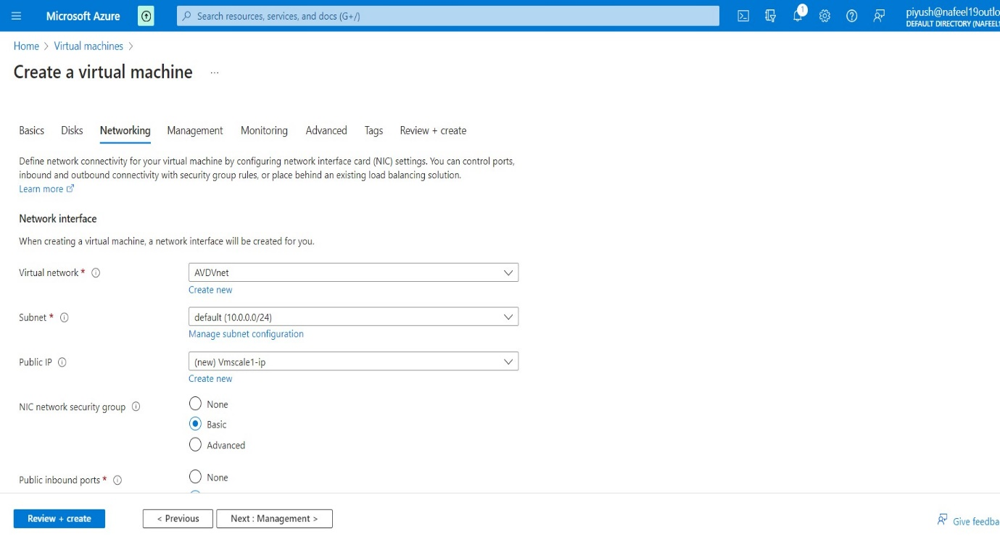 Microsoft Azure
Search resources, services, and docs (G+/)
1
piyush@nafeel19outlo
DEFAULT DIRECTORY (NAFEEL1
Home > Virtual machines >
Create a virtual machine ...
Basics Disks Networking Management Monitoring Advanced Tags Review + create
Define network connectivity for your virtual machine by configuring network interface card (NIC) settings. You can control ports,
inbound and outbound connectivity with security group rules, or place behind an existing load balancing solution.
Learn more
Network interface
When creating a virtual machine, a network interface will be created for you.
Virtual network *
AVDVnet
Create new
Subnet *
default (10.0.0.0/24)
Manage subnet configuration
Public IP
(new) Vmscale1-ip
Create new
NIC network security group
None
Basic
Advanced
Public inbound ports *
None
Review + create
< Previous
Next : Management >
Give feedba